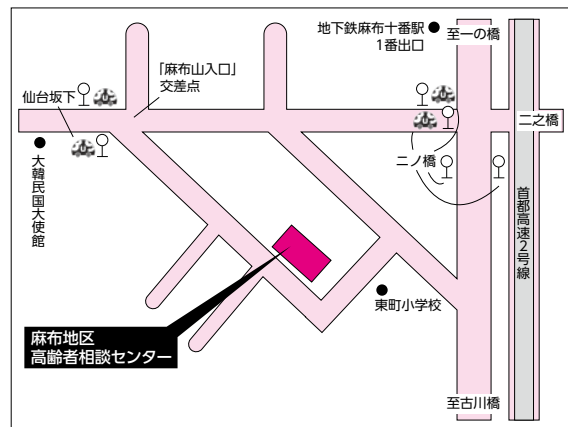 地下鉄麻布十番駅
1番出口
至一の橋
「麻布山入口」
交差点
仙台坂下
二之橋
大韓民国大使館
二ノ橋
首都高速2号線
東町小学校
麻布地区
高齢者相談センター
至古川橋